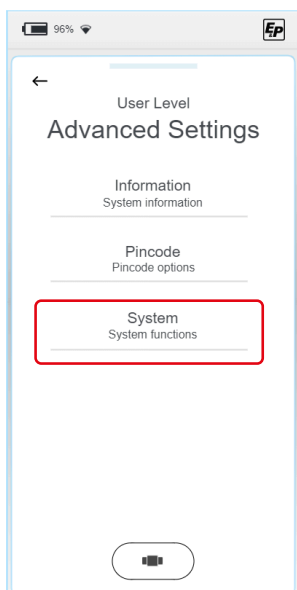 96%
EP
User Level
Advanced Settings
Information
System information
Pincode
Pincode options
System
System functions